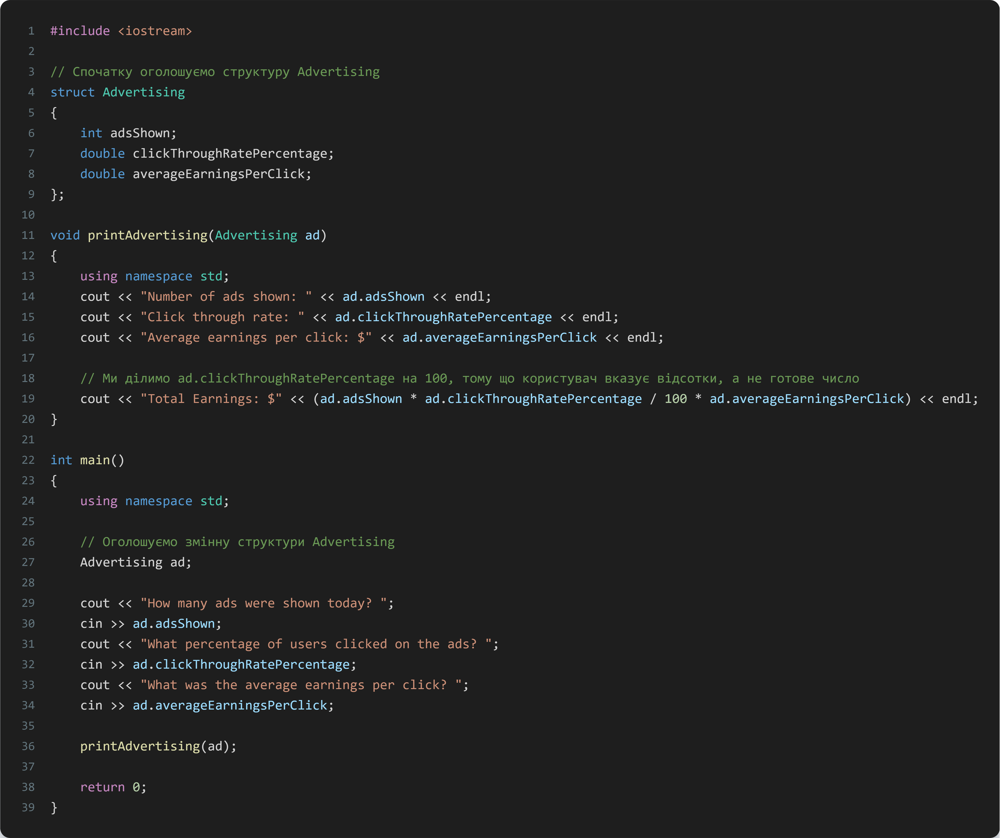 1 #include <iostream>
2
3 // Спочатку оголошуємо структуру Advertising
4 struct Advertising
5 {
6     int adsShown;
7     double clickThroughRatePercentage;
8     double averageEarningsPerClick;
9 };
10
11 void printAdvertising(Advertising ad)
12 {
13     using namespace std;
14     cout << "Number of ads shown: " << ad.adsShown << endl;
15     cout << "Click through rate: " << ad.clickThroughRatePercentage << endl;
16     cout << "Average earnings per click: $" << ad.averageEarningsPerClick << endl;
17
18     // Ми ділимо ad.clickThroughRatePercentage на 100, тому що користувач вказує відсотки, а не готове число
19     cout << "Total Earnings: $" << (ad.adsShown * ad.clickThroughRatePercentage / 100 * ad.averageEarningsPerClick) << endl;
20 }
21
22 int main()
23 {
24     using namespace std;
25
26     // Оголошуємо змінну структури Advertising
27     Advertising ad;
28
29     cout << "How many ads were shown today? ";
30     cin >> ad.adsShown;
31     cout << "What percentage of users clicked on the ads? ";
32     cin >> ad.clickThroughRatePercentage;
33     cout << "What was the average earnings per click? ";
34     cin >> ad.averageEarningsPerClick;
35
36     printAdvertising(ad);
37
38     return 0;
39 }